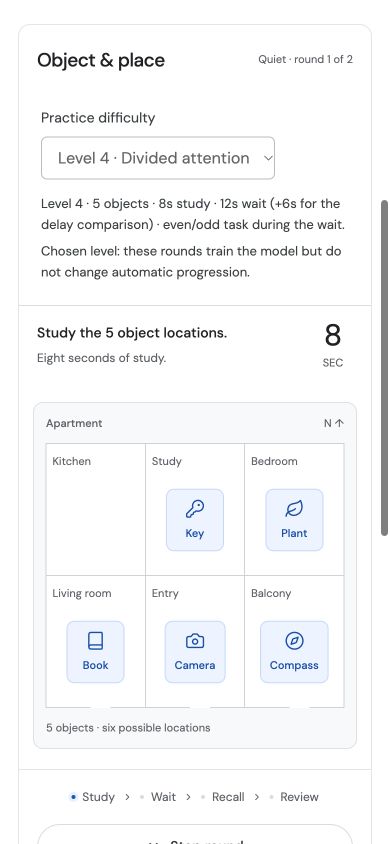 Object & place
Quiet · round 1 of 2
Practice difficulty
Level 4 · Divided attention
Level 4 · 5 objects · 8s study · 12s wait (+6s for the
delay comparison) · even/odd task during the wait.
Chosen level: these rounds train the model but do
not change automatic progression.
Study the 5 object locations.
8
Eight seconds of study.
SEC
Apartment
N ↑
Kitchen
Study
Bedroom
Key
Plant
Living room
Entry
Balcony
Book
Camera
Compass
5 objects · six possible locations
Study > Wait > Recall > Review